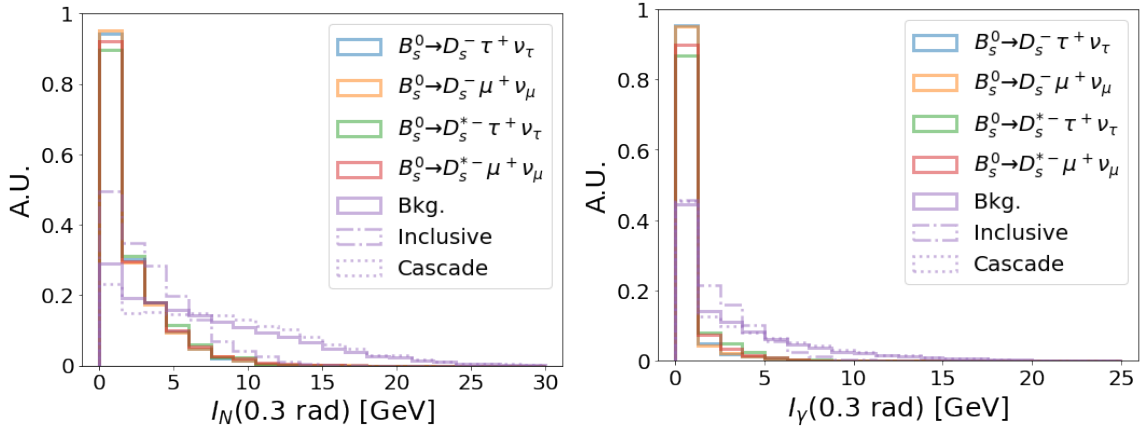 A.U.
1
0.8
0.6
0.4
0.2
0
B_s^0→D_s^- τ^+ ν_τ
B_s^0→D_s^- μ^+ ν_μ
B_s^0→D_s^{*-} τ^+ ν_τ
B_s^0→D_s^{*-} μ^+ ν_μ
Bkg.
Inclusive
Cascade
0 5 10 15 20 25 30
I_N(0.3 rad) [GeV]
A.U.
1
0.8
0.6
0.4
0.2
0
B_s^0→D_s^- τ^+ ν_τ
B_s^0→D_s^- μ^+ ν_μ
B_s^0→D_s^{*-} τ^+ ν_τ
B_s^0→D_s^{*-} μ^+ ν_μ
Bkg.
Inclusive
Cascade
0 5 10 15 20 25
I_γ(0.3 rad) [GeV]